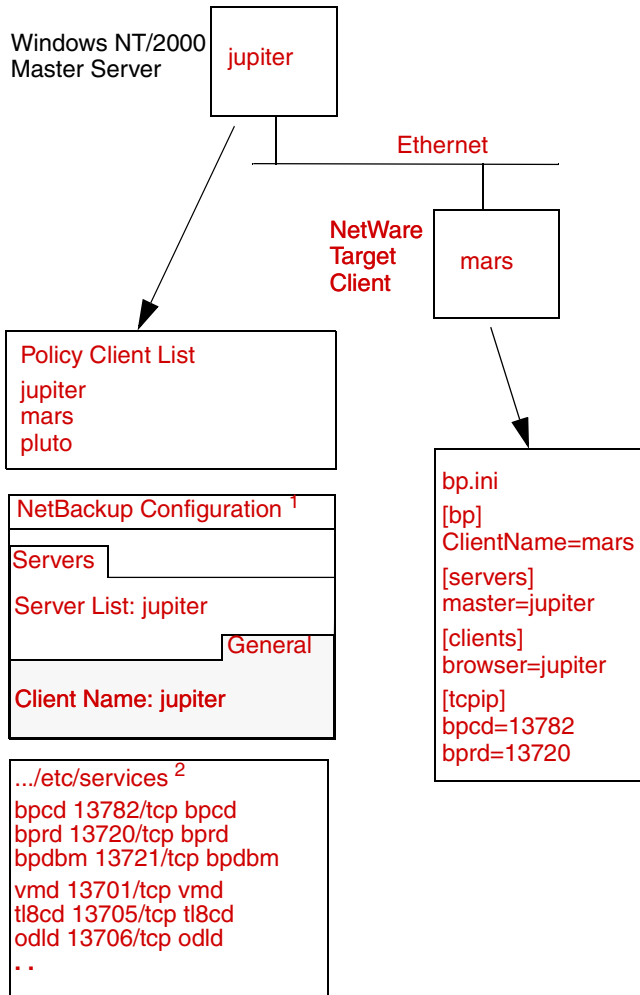 Windows NT/2000
Master Server
jupiter
Ethernet
NetWare
Target
Client
mars
Policy Client List
jupiter
mars
pluto
NetBackup Configuration 1
Servers
Server List: jupiter
General
Client Name: jupiter
.../etc/services 2
bpcd 13782/tcp bpcd
bprd 13720/tcp bprd
bpdbm 13721/tcp bpdbm
vmd 13701/tcp vmd
tl8cd 13705/tcp tl8cd
odld 13706/tcp odld
. .
bp.ini
[bp]
ClientName=mars
[servers]
master=jupiter
[clients]
browser=jupiter
[tcpip]
bpcd=13782
bprd=13720